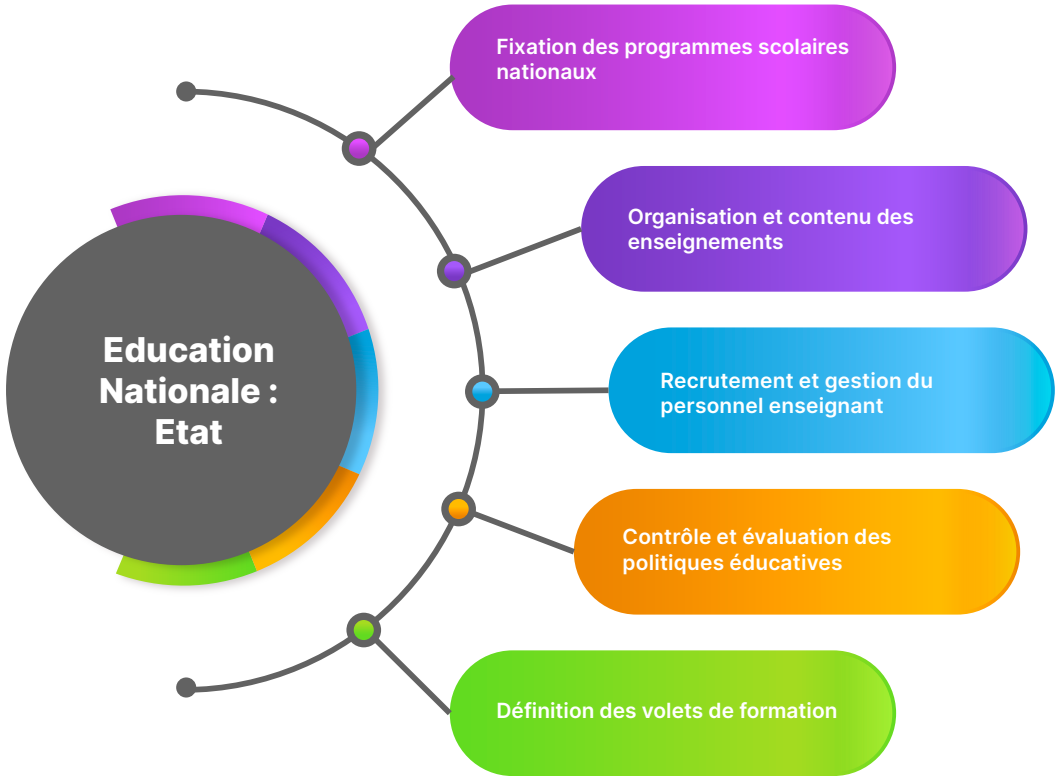 Fixation des programmes scolaires
nationaux
Organisation et contenu des
enseignements
Education
Nationale :
Etat
Recrutement et gestion du
personnel enseignant
Contrôle et évaluation des
politiques éducatives
Définition des volets de formation